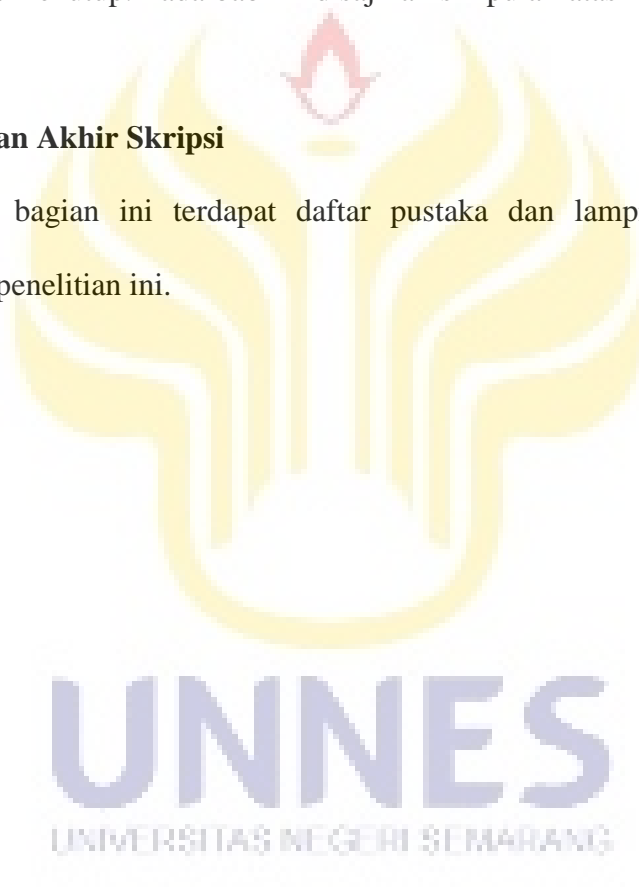 an Akhir Skripsi
bagian ini terdapat daftar pustaka dan lamp
penelitian ini.
UNNES
UNIVERSITAS NEGERI SEMARANG